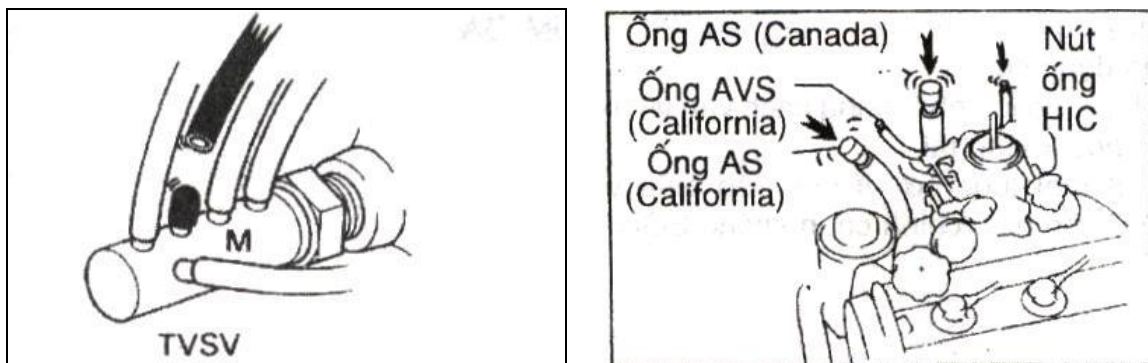 M
TVSV
Ống AS (Canada)
Ống AVS
(California)
Ống AS
(California)
Nút
ống
HIC